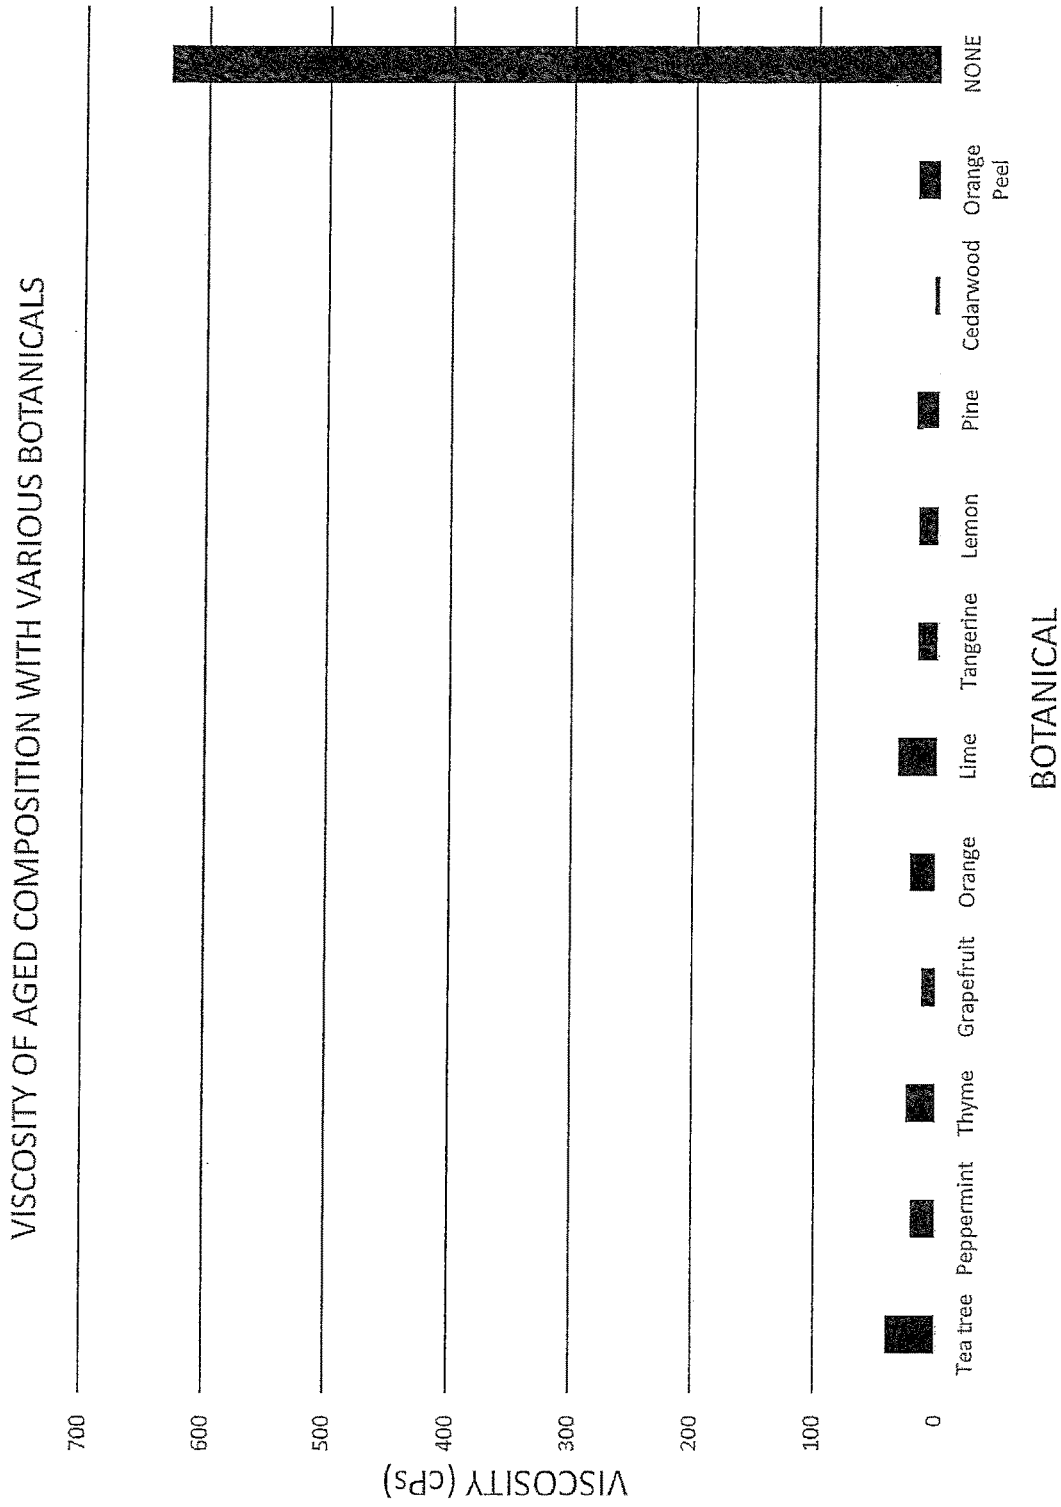 VISCOSITY OF AGED COMPOSITION WITH VARIOUS BOTANICALS
VISCOSITY (cPs)
700
600
500
400
300
200
100
0
Tea tree
Peppermint
Thyme
Grapefruit
Orange
Lime
Tangerine
Lemon
Pine
Cedarwood
Orange
Peel
NONE
BOTANICAL